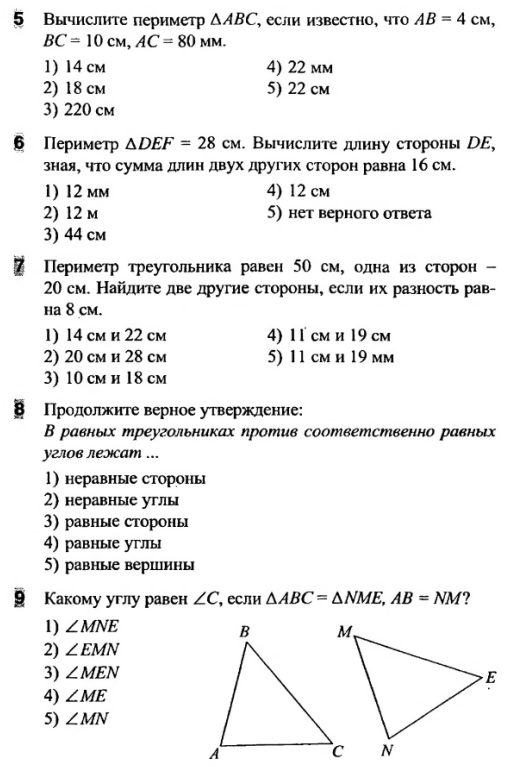 5 Вычислите периметр ΔABC, если известно, что AB = 4 см,
BC = 10 см, AC = 80 мм.
1) 14 см 4) 22 мм
2) 18 см 5) 22 см
3) 220 см
6 Периметр ΔDEF = 28 см. Вычислите длину стороны DE,
зная, что сумма длин двух других сторон равна 16 см.
1) 12 мм 4) 12 см
2) 12 м 5) нет верного ответа
3) 44 см
7 Периметр треугольника равен 50 см, одна из сторон –
20 см. Найдите две другие стороны, если их разность рав-
на 8 см.
1) 14 см и 22 см 4) 11 см и 19 см
2) 20 см и 28 см 5) 11 см и 19 мм
3) 10 см и 18 см
8 Продолжите верное утверждение:
В равных треугольниках против соответственно равных
углов лежат ...
1) неравные стороны
2) неравные углы
3) равные стороны
4) равные углы
5) равные вершины
9 Какому углу равен ∠C, если ΔABC = ΔNME, AB = NM?
1) ∠MNE
2) ∠EMN
3) ∠MEN
4) ∠ME
5) ∠MN
B M
E
A C N